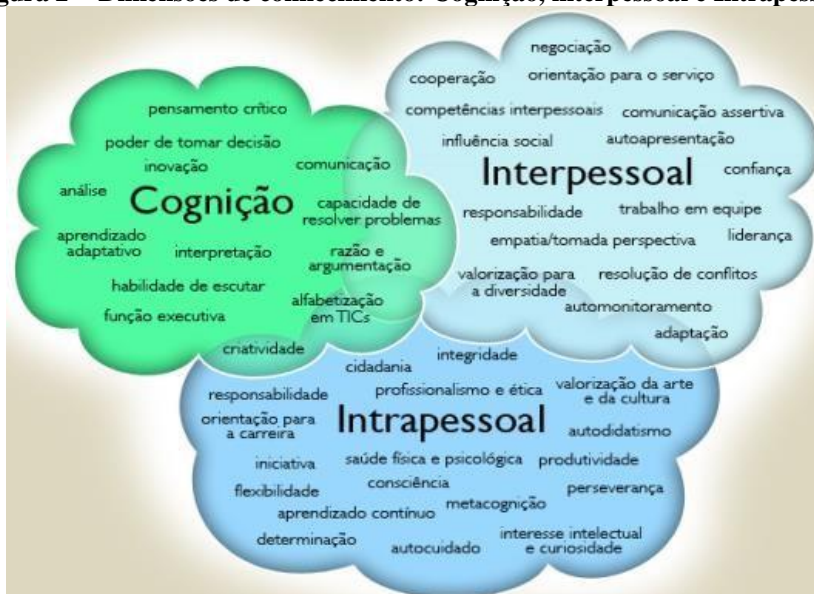 Dimensões de conhecimento: Cognição, interpessoal e intrapess
pensamento crítico
poder de tomar decisão
inovação
comunicação
análise
Cognição
capacidade de
resolver problemas
aprendizado
adaptativo
interpretação
razão e
argumentação
habilidade de escutar
função executiva
alfabetização
em TICs
criatividade
negociação
cooperação
orientação para o serviço
competências interpessoais
comunicação assertiva
influência social
autoapresentação
Interpessoal
confiança
responsabilidade
trabalho em equipe
empatia/tomada perspectiva
liderança
valorização para
a diversidade
resolução de conflitos
automonitoramento
adaptação
cidadania
integridade
responsabilidade
profissionalismo e ética
valorização da arte
e da cultura
orientação para
a carreira
Intrapessoal
autodidatismo
iniciativa
saúde física e psicológica
produtividade
flexibilidade
consciência
perseverança
aprendizado contínuo
metacognição
determinação
autocuidado
interesse intelectual
e curiosidade